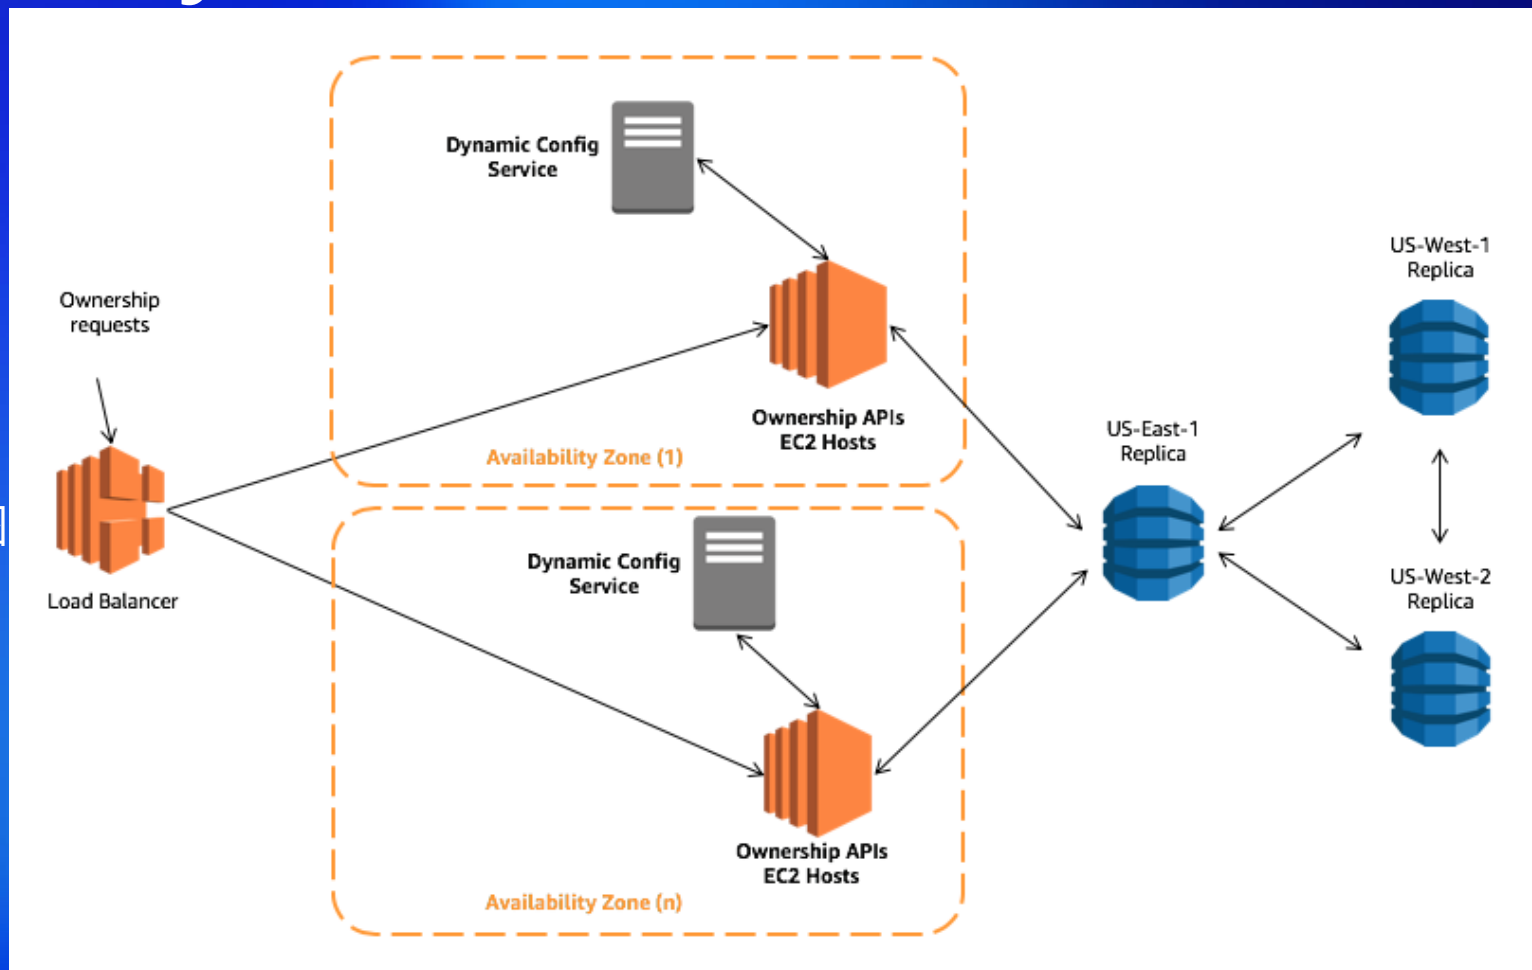 Dynamic Config
Service
Ownership
requests
Ownership APIs
EC2 Hosts
Availability Zone (1)
US-West-1
Replica
US-East-1
Replica
Load Balancer
Dynamic Config
Service
US-West-2
Replica
Ownership APIs
EC2 Hosts
Availability Zone (n)